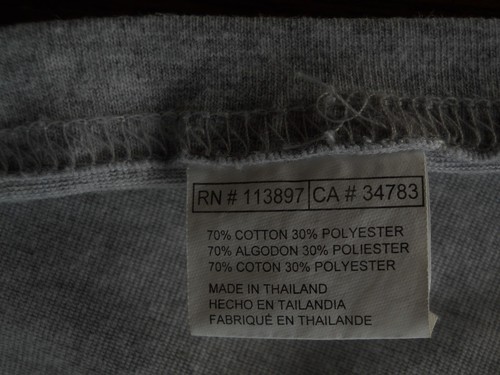 RN # 113897 CA # 34783
70% COTTON 30% POLYESTER
70% ALGODON 30% POLIESTER
70% COTON 30% POLYESTER
MADE IN THAILAND
HECHO EN TAILANDIA
FABRIQUÉ EN THAILANDE